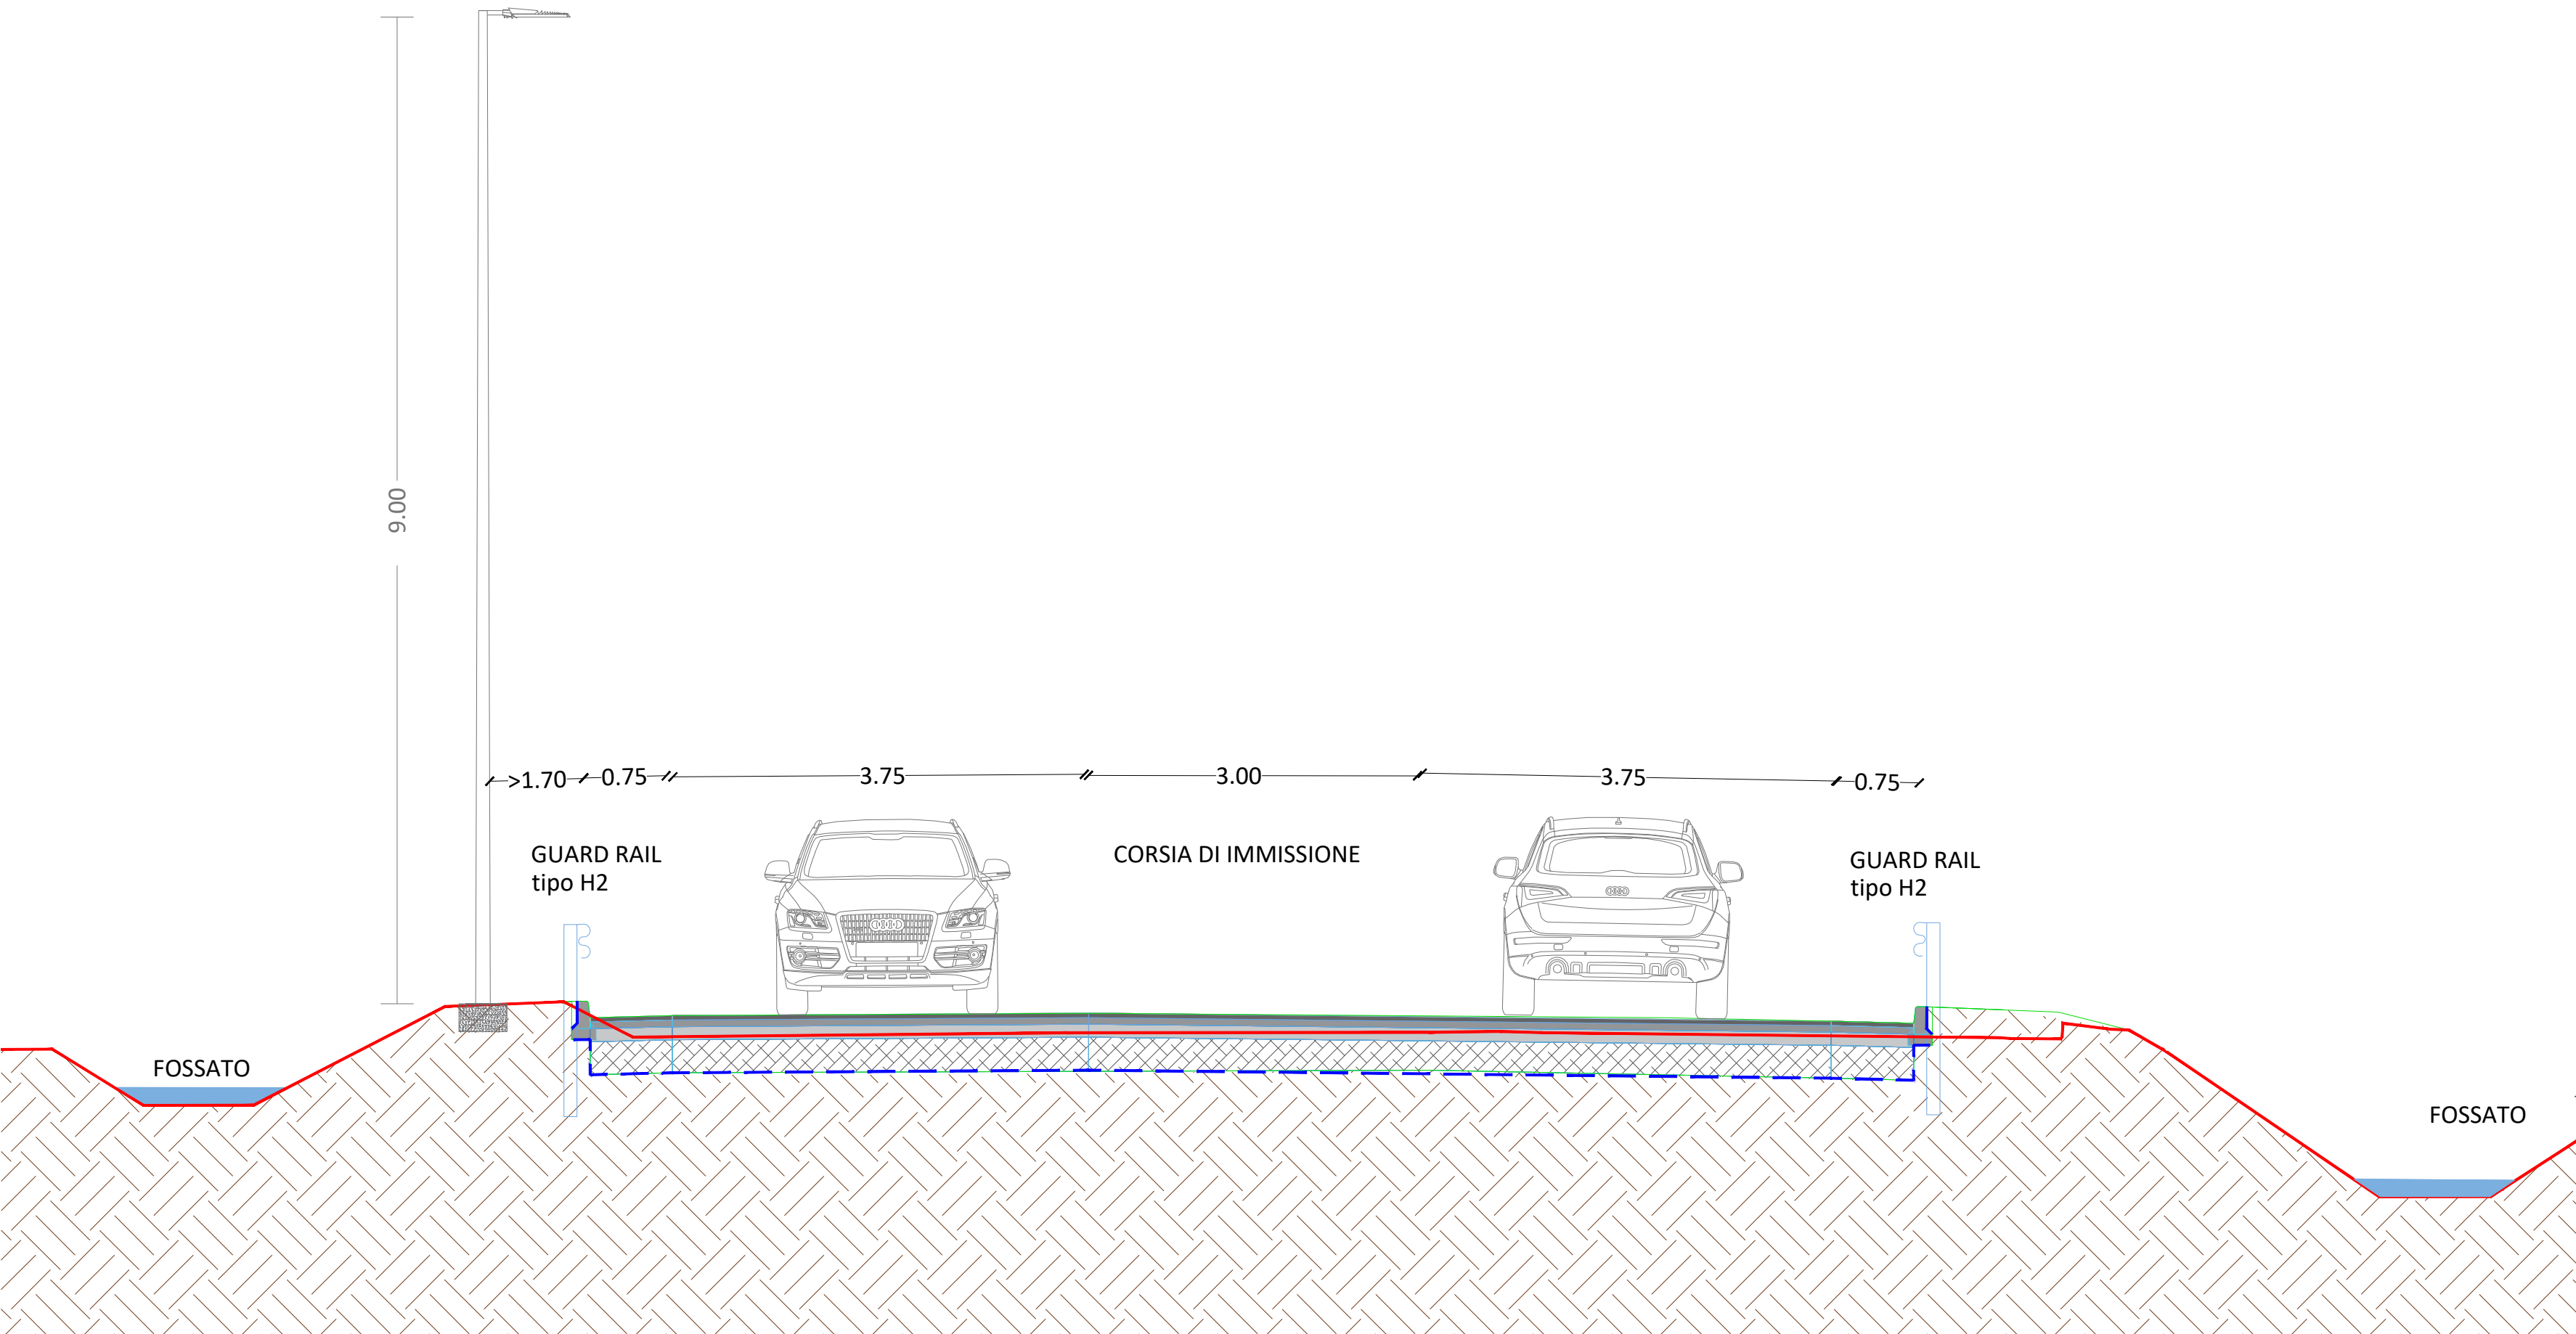 9.00
>1.70 0.75 3.75 3.00 3.75 0.75
GUARD RAIL
tipo H2
CORSIA DI IMMISSIONE
GUARD RAIL
tipo H2
FOSSATO
FOSSATO